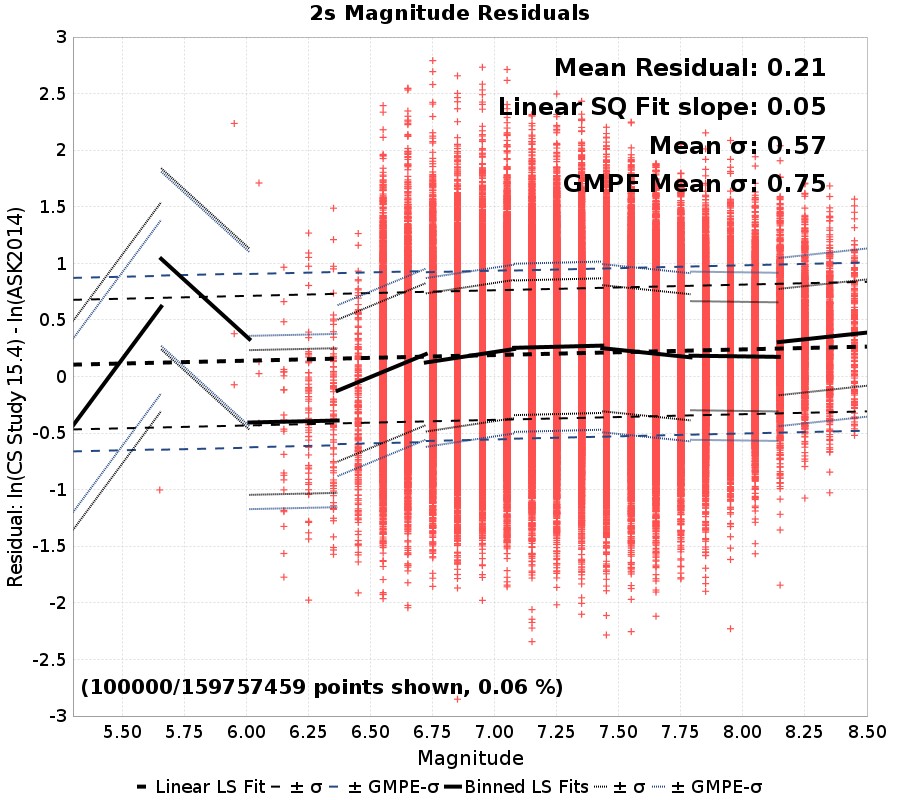 2s Magnitude Residuals
Residual: ln(CS Study 15.4) - ln(ASK2014)
3
2.5
2
1.5
1
0.5
0
-0.5
-1
-1.5
-2
-2.5
-3
Mean Residual: 0.21
Linear SQ Fit slope: 0.05
Mean σ: 0.57
GMPE Mean σ: 0.75
(100000/159757459 points shown, 0.06 %)
5.50 5.75 6.00 6.25 6.50 6.75 7.00 7.25 7.50 7.75 8.00 8.25 8.50
Magnitude
Linear LS Fit ± σ ± GMPE-σ Binned LS Fits ± σ ± GMPE-σ